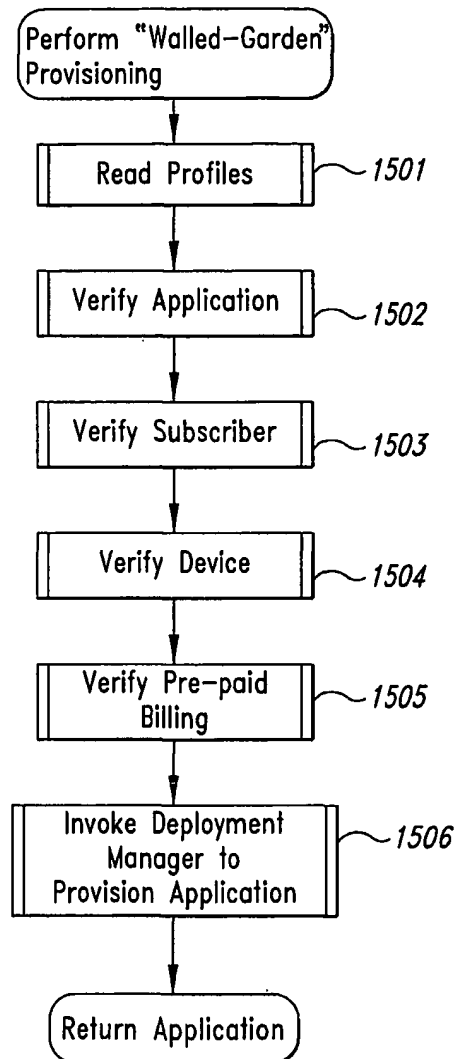 Perform "Walled-Garden"
Provisioning
Read Profiles
1501
Verify Application
1502
Verify Subscriber
1503
Verify Device
1504
Verify Pre-paid
Billing
1505
Invoke Deployment
Manager to
Provision Application
1506
Return Application